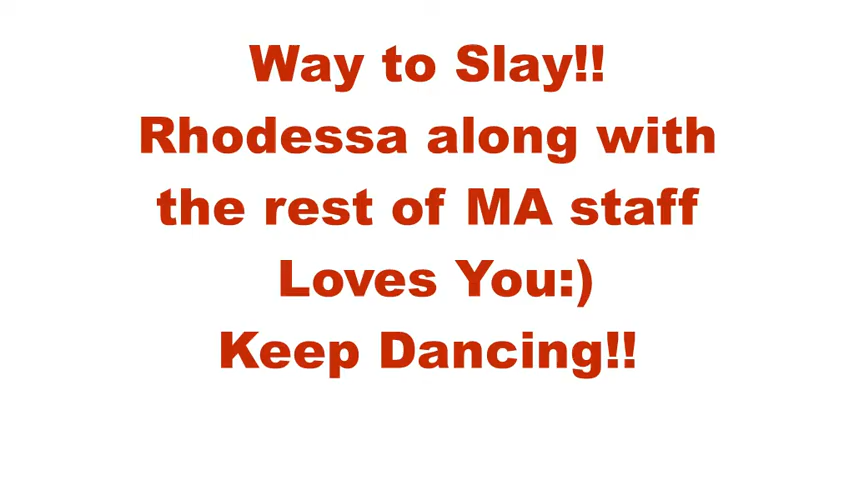 Way to Slay!!
Rhodessa along with
the rest of MA staff
Loves You:)
Keep Dancing!!